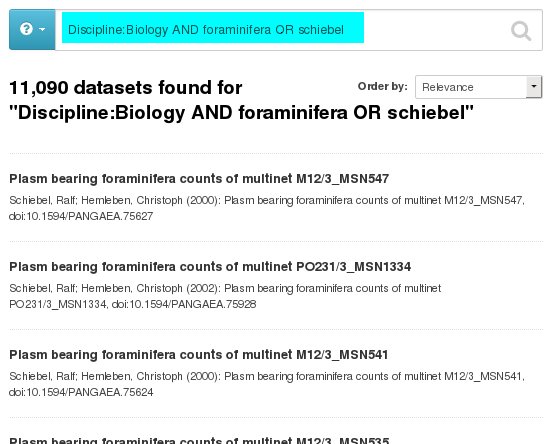 ?
Discipline:Biology AND foraminifera OR schiebel
11,090 datasets found for
"Discipline:Biology AND foraminifera OR schiebel"
Order by:
Relevance
Plasm bearing foraminifera counts of multinet M12/3_MSN547
Schiebel, Ralf; Hemleben, Christoph (2000): Plasm bearing foraminifera counts of multinet M12/3_MSN547,
doi:10.1594/PANGAEA.75627
Plasm bearing foraminifera counts of multinet PO231/3_MSN1334
Schiebel, Ralf; Hemleben, Christoph (2002): Plasm bearing foraminifera counts of multinet
PO231/3_MSN1334, doi:10.1594/PANGAEA.75928
Plasm bearing foraminifera counts of multinet M12/3_MSN541
Schiebel, Ralf; Hemleben, Christoph (2000): Plasm bearing foraminifera counts of multinet M12/3_MSN541,
doi:10.1594/PANGAEA.75624
Plasm bearing foraminifera counts of multinet M12/3_MSN535